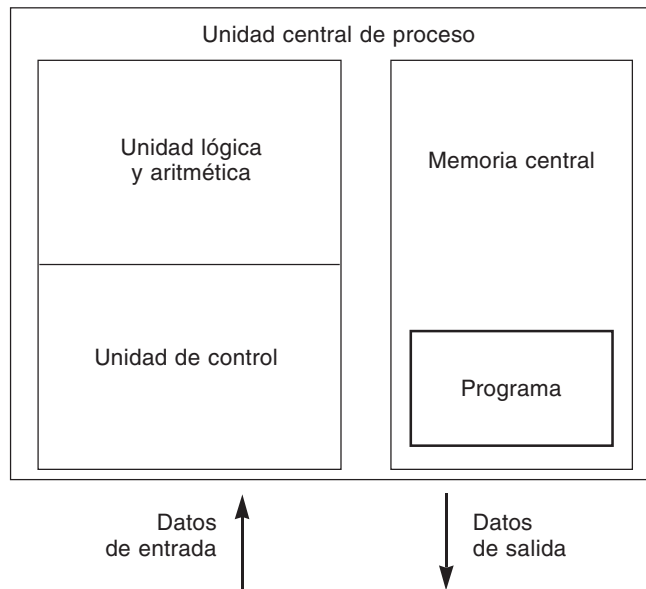 Unidad central de proceso
Unidad lógica
y aritmética
Memoria central
Unidad de control
Programa
Datos
de entrada
Datos
de salida